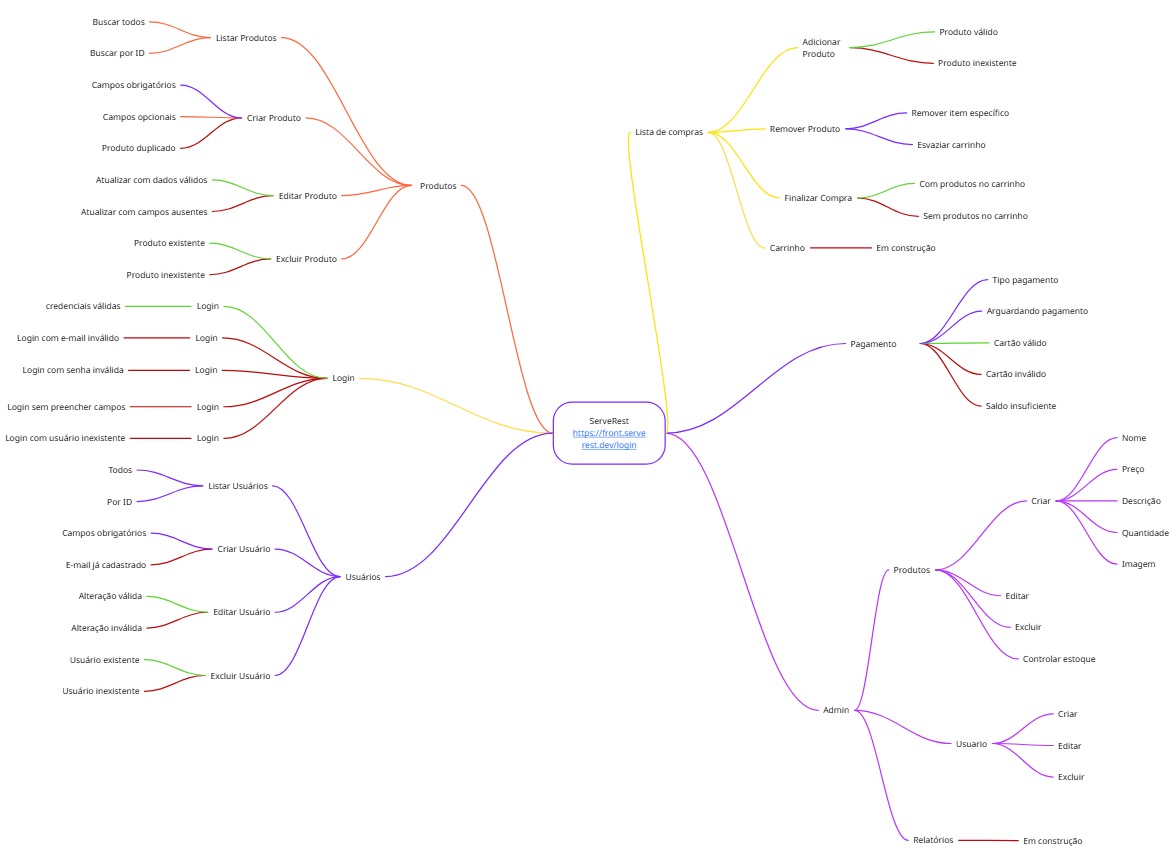 Buscar todos
Buscar por ID
Listar Produtos
Campos obrigatórios
Campos opcionais
Produto duplicado
Criar Produto
Atualizar com dados válidos
Atualizar com campos ausentes
Editar Produto
Produto existente
Produto inexistente
Excluir Produto
Produtos
credenciais válidas
Login
Login com e-mail inválido
Login
Login com senha inválida
Login
Login sem preencher campos
Login
Login com usuário inexistente
Login
Login
Todos
Por ID
Listar Usuários
Campos obrigatórios
E-mail já cadastrado
Criar Usuário
Alteração válida
Alteração inválida
Editar Usuário
Usuário existente
Usuário inexistente
Excluir Usuário
Usuários
ServeRest
https://front.serve
rest.dev/login
Lista de compras
Adicionar
Produto
Produto válido
Produto inexistente
Remover Produto
Remover item específico
Esvaziar carrinho
Finalizar Compra
Com produtos no carrinho
Sem produtos no carrinho
Carrinho
Em construção
Pagamento
Tipo pagamento
Arguardando pagamento
Cartão válido
Cartão inválido
Saldo insuficiente
Admin
Produtos
Criar
Nome
Preço
Descrição
Quantidade
Imagem
Editar
Excluir
Controlar estoque
Usuario
Criar
Editar
Excluir
Relatórios
Em construção